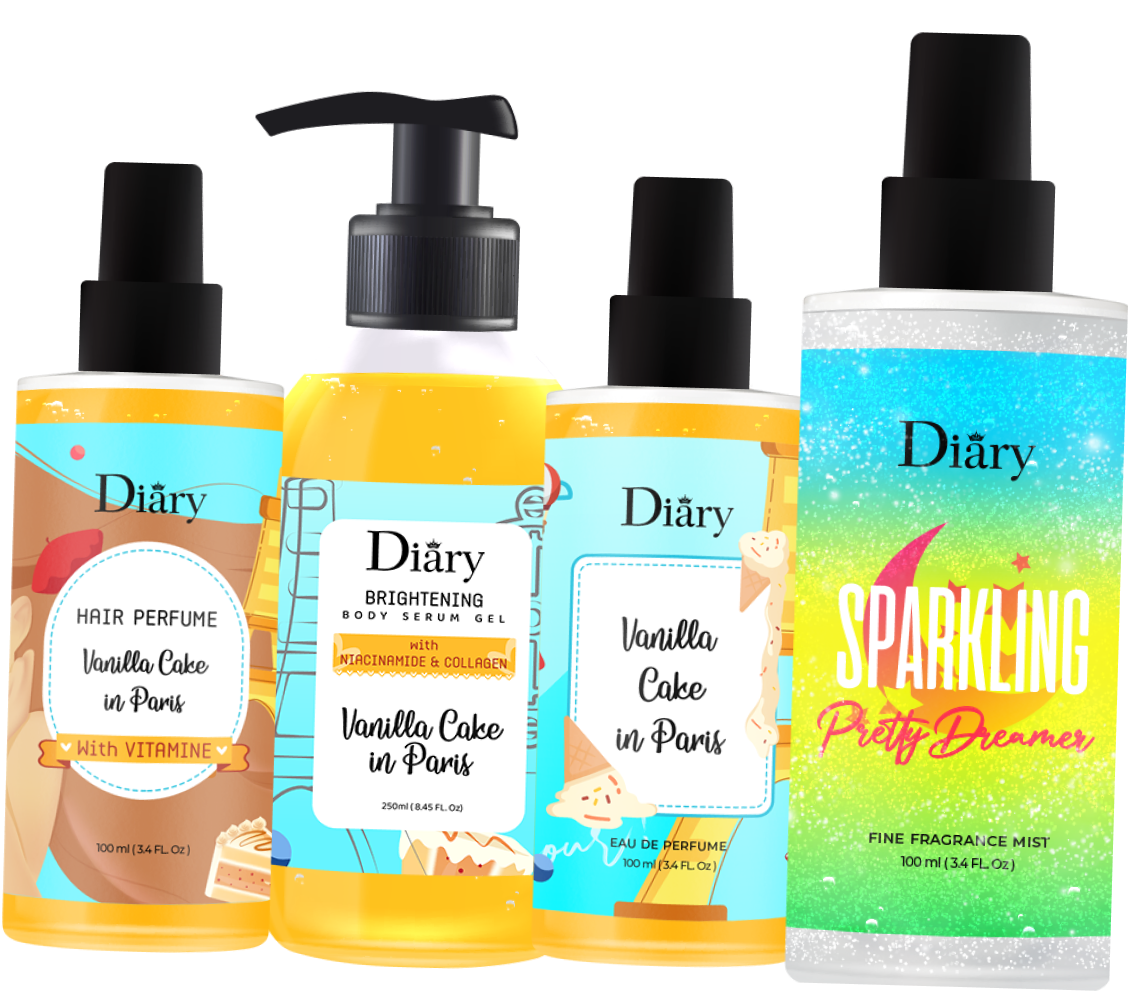 Diary
HAIR PERFUME
Vanilla Cake
in Paris
With VITAMINE
100 ml ( 3.4 FL. Oz )
Diary
BRIGHTENING
BODY SERUM GEL
with
NIACINAMIDE & COLLAGEN
Vanilla Cake
in Paris
250ml ( 8.45 FL. Oz)
Diary
Vanilla
Cake
in Paris
our
EAU DE PERFUME
100 ml ( 3.4 FL. Oz )
Diary
SPARKLING
Pretty Dreamer
FINE FRAGRANCE MIST
100 ml ( 3.4 FL. Oz )